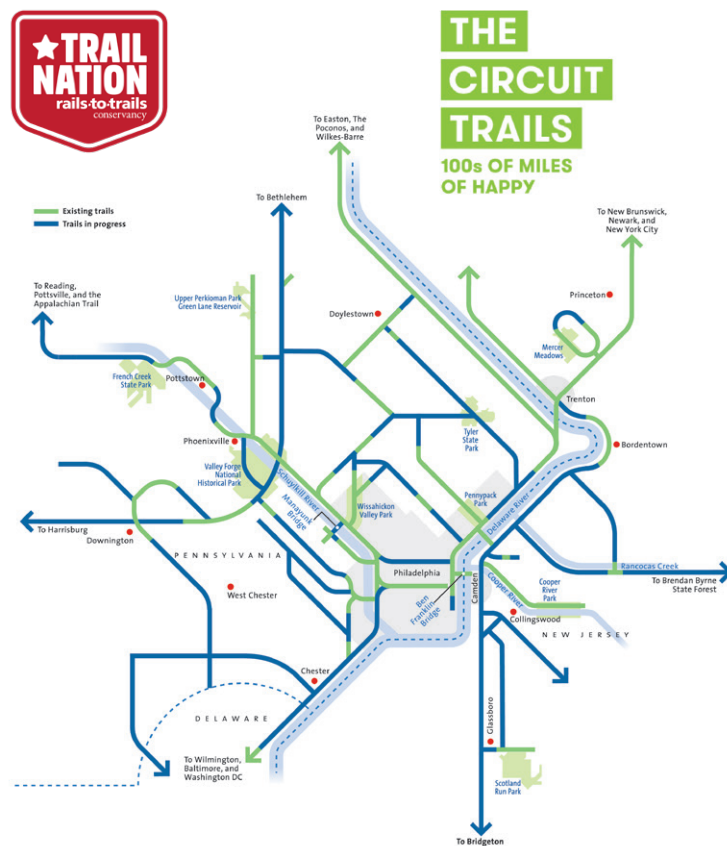 TRAIL
NATION
rails·to·trails
conservancy
THE
CIRCUIT
TRAILS
100s OF MILES
OF HAPPY
To Easton, The
Poconos, and
Wilkes-Barre
Existing trails
Trails in progress
To Bethlehem
To New Brunswick,
Newark, and
New York City
To Reading,
Pottsville, and the
Appalachian Trail
Upper Perkioman Park
Green Lane Reservoir
Doylestown
Princeton
Mercer
Meadows
French Creek
State Park
Pottstown
Trenton
Phoenixville
Tyler
State
Park
Bordentown
Valley Forge
National
Historical Park
Schuylkill River
Manayunk
Bridge
Wissahickon
Valley Park
Pennypack
Park
Delaware River
To Harrisburg
Downington
PENNSYLVANIA
Philadelphia
Camden
Rancocas Creek
To Brendan Byrne
State Forest
West Chester
Ben
Franklin
Bridge
Cooper River
Cooper
River
Park
Collingswood
NEW JERSEY
Chester
DELAWARE
Glassboro
To Wilmington,
Baltimore, and
Washington DC
Scotland
Run Park
To Bridgeton